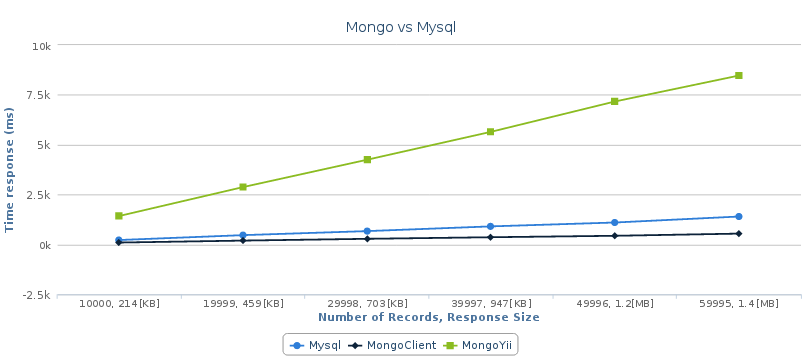 Mongo vs Mysql
10k
7.5k
5k
2.5k
0k
-2.5k
Time response (ms)
10000, 214[KB] 19999, 459[KB] 29998, 703[KB] 39997, 947[KB] 49996, 1.2[MB] 59995, 1.4[MB]
Number of Records, Response Size
Mysql MongoClient MongoYii